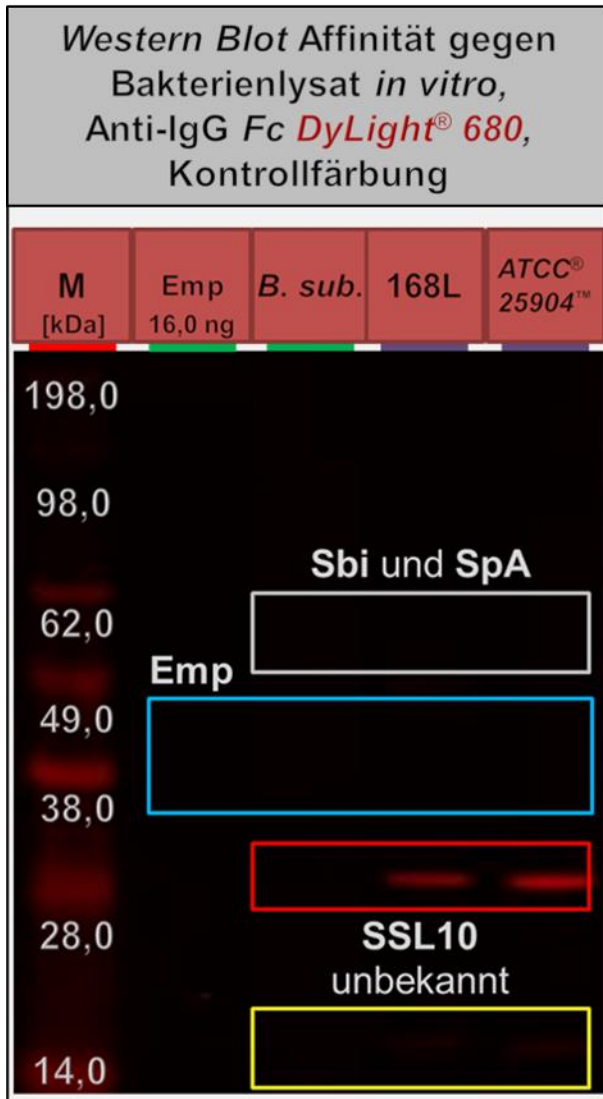 Western Blot Affinität gegen
Bakterienlysat in vitro,
Anti-IgG Fc DyLight® 680,
Kontrollfärbung
M
[kDa]
Emp
16,0 ng
B. sub.
168L
ATCC®
25904™
198,0
98,0
Sbi und SpA
62,0
Emp
49,0
38,0
28,0
SSL10
unbekannt
14,0